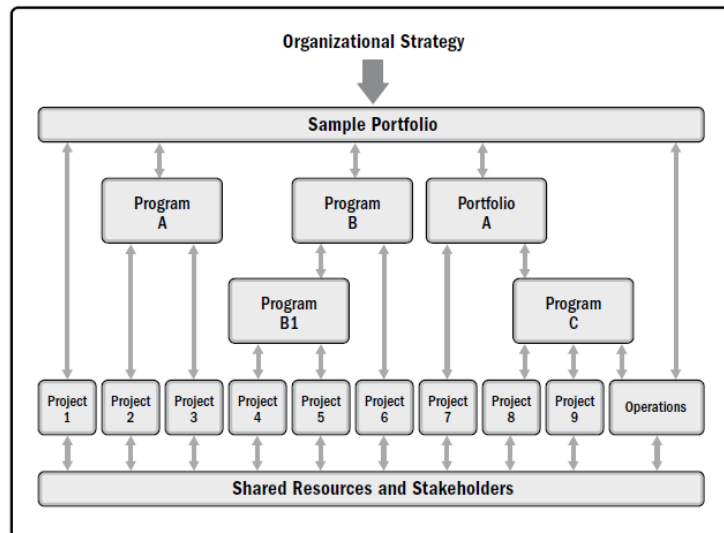 Organizational Strategy
Sample Portfolio
Program
A
Program
B
Portfolio
A
Program
B1
Program
C
Project
1
Project
2
Project
3
Project
4
Project
5
Project
6
Project
7
Project
8
Project
9
Operations
Shared Resources and Stakeholders